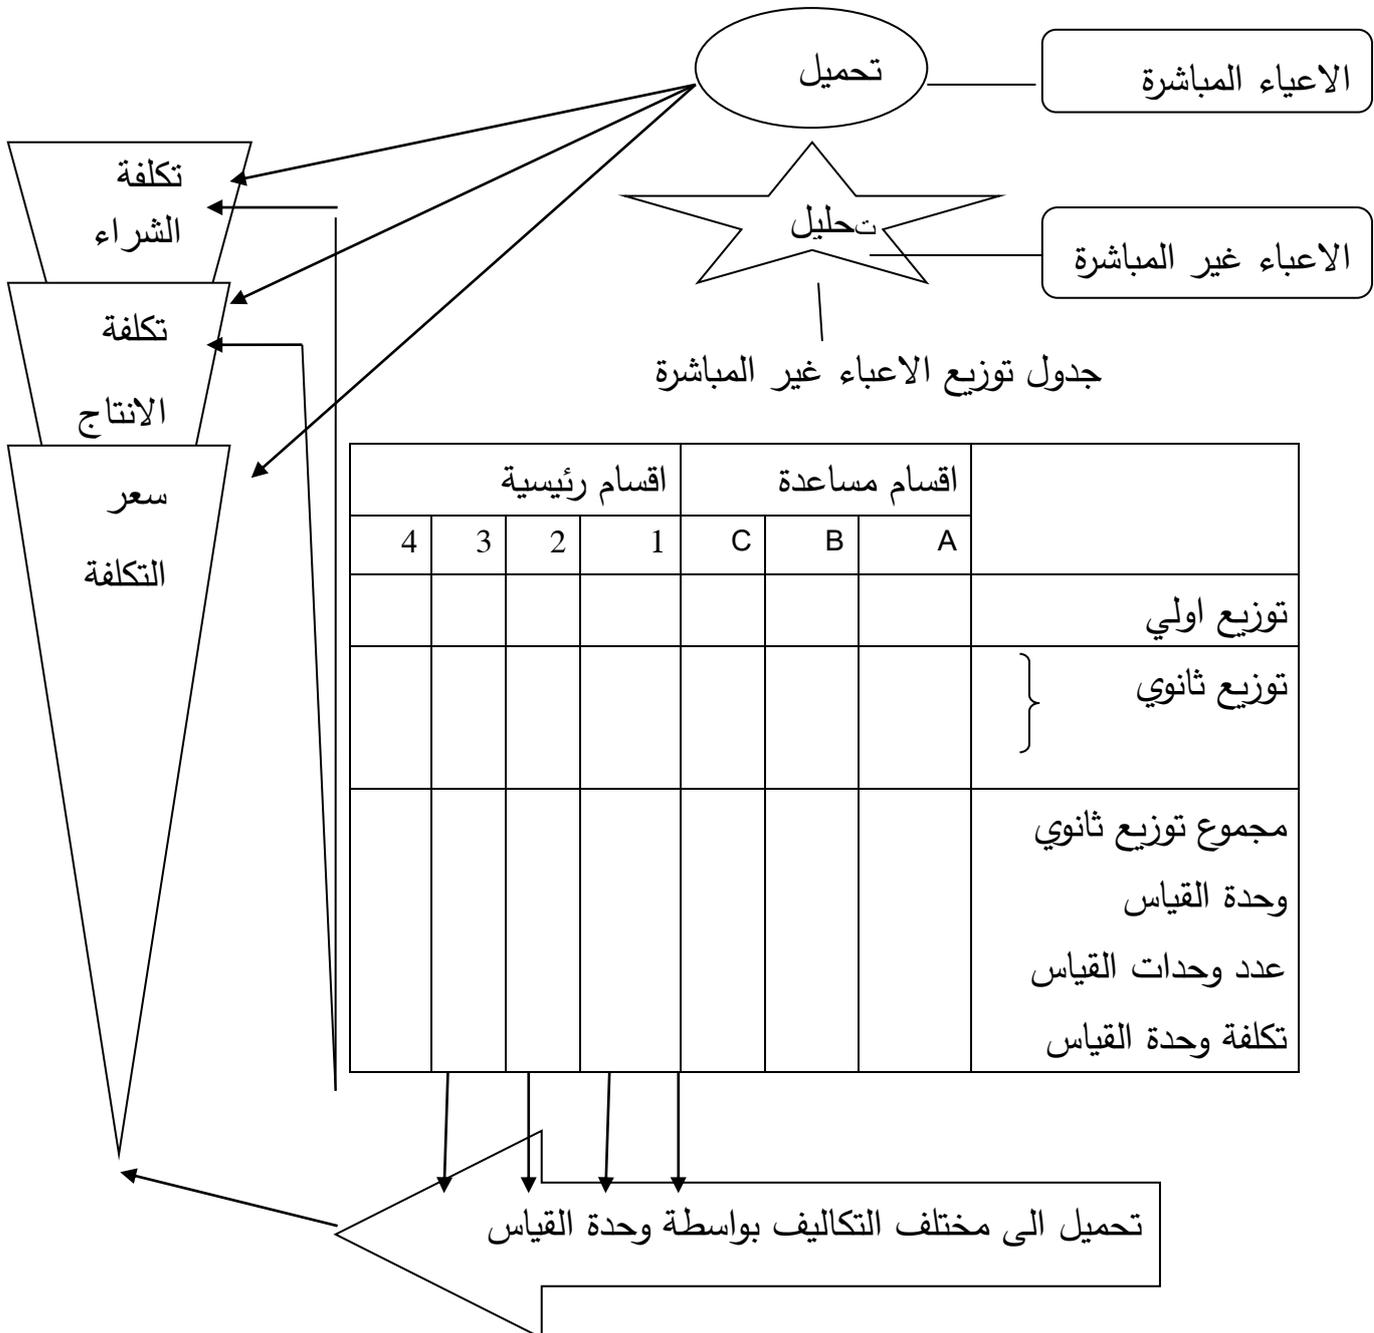 تحميل
الاعياء المباشرة
تحليل
الاعباء غير المباشرة
تكلفة
الشراء
تكلفة
الانتاج
سعر
التكلفة
جدول توزيع الاعباء غير المباشرة
اقسام مساعدة
اقسام رئيسية
A B C 1 2 3 4
توزيع اولي
توزيع ثانوي
مجموع توزيع ثانوي
وحدة القياس
عدد وحدات القياس
تكلفة وحدة القياس
تحميل الى مختلف التكاليف بواسطة وحدة القياس